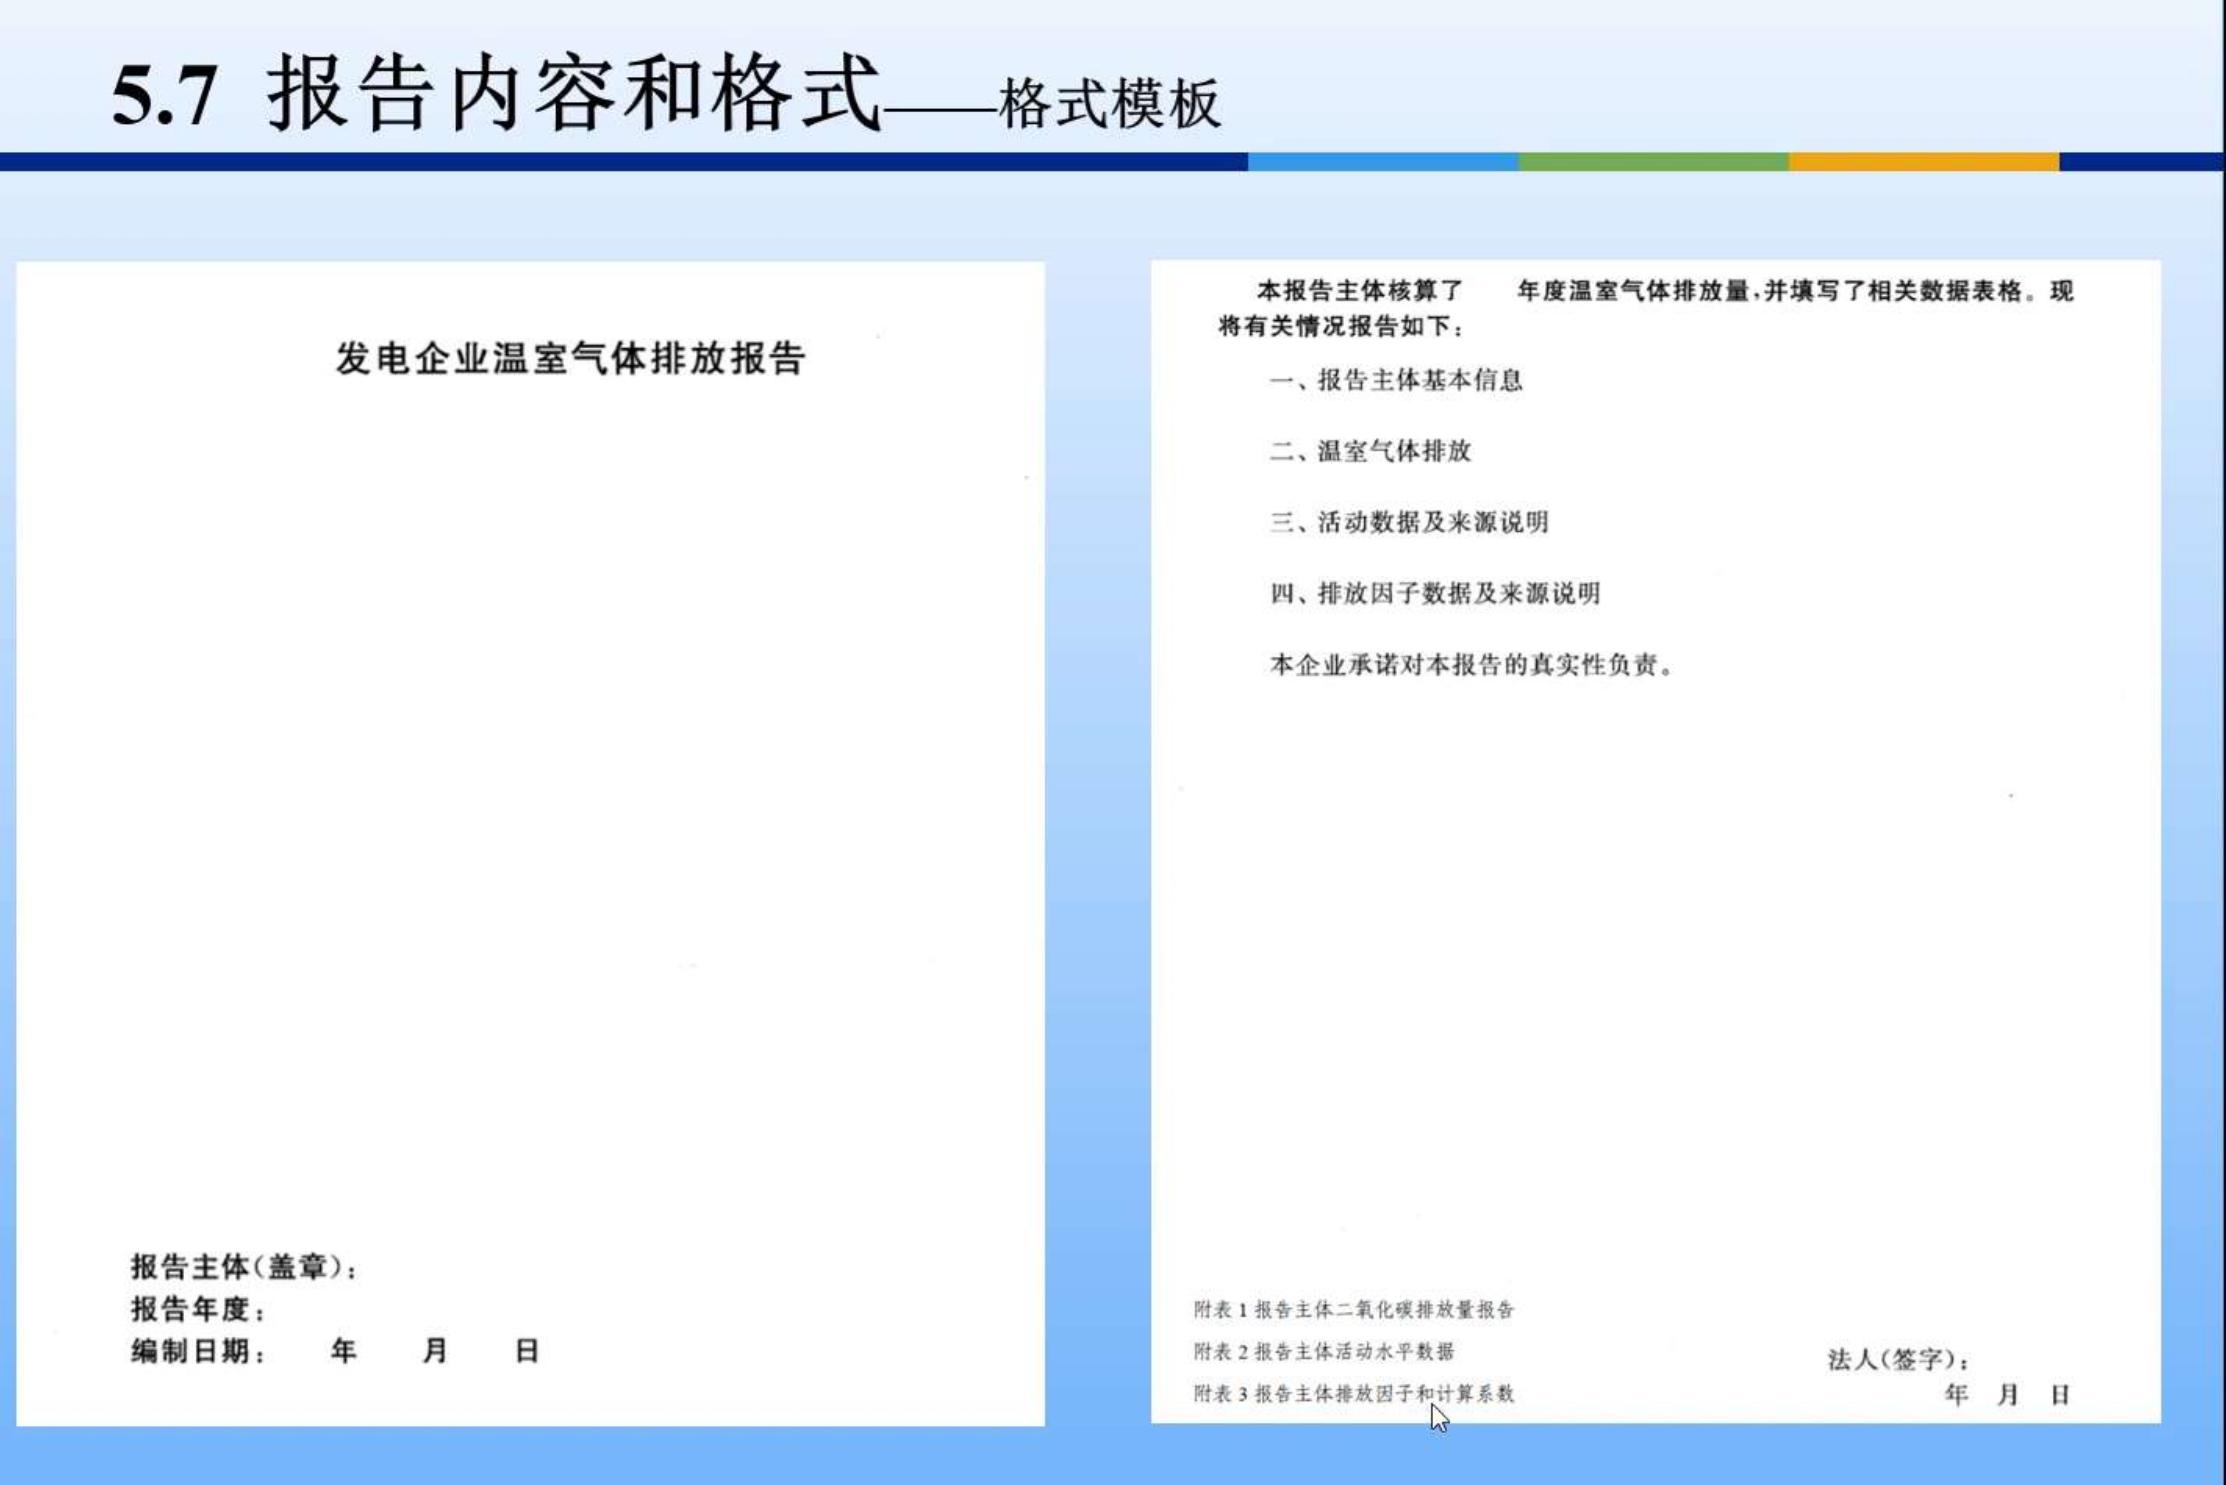 5.7 报告内容和格式——格式模板
发电企业温室气体排放报告
报告主体(盖章):
报告年度:
编制日期: 年 月 日
本报告主体核算了 年度温室气体排放量,并填写了相关数据表格。现
将有关情况报告如下:
一、报告主体基本信息
二、温室气体排放
三、活动数据及来源说明
四、排放因子数据及来源说明
本企业承诺对本报告的真实性负责。
附表 1 报告主体二氧化碳排放量报告
附表 2 报告主体活动水平数据
附表 3 报告主体排放因子和计算系数
法人(签字):
年 月 日